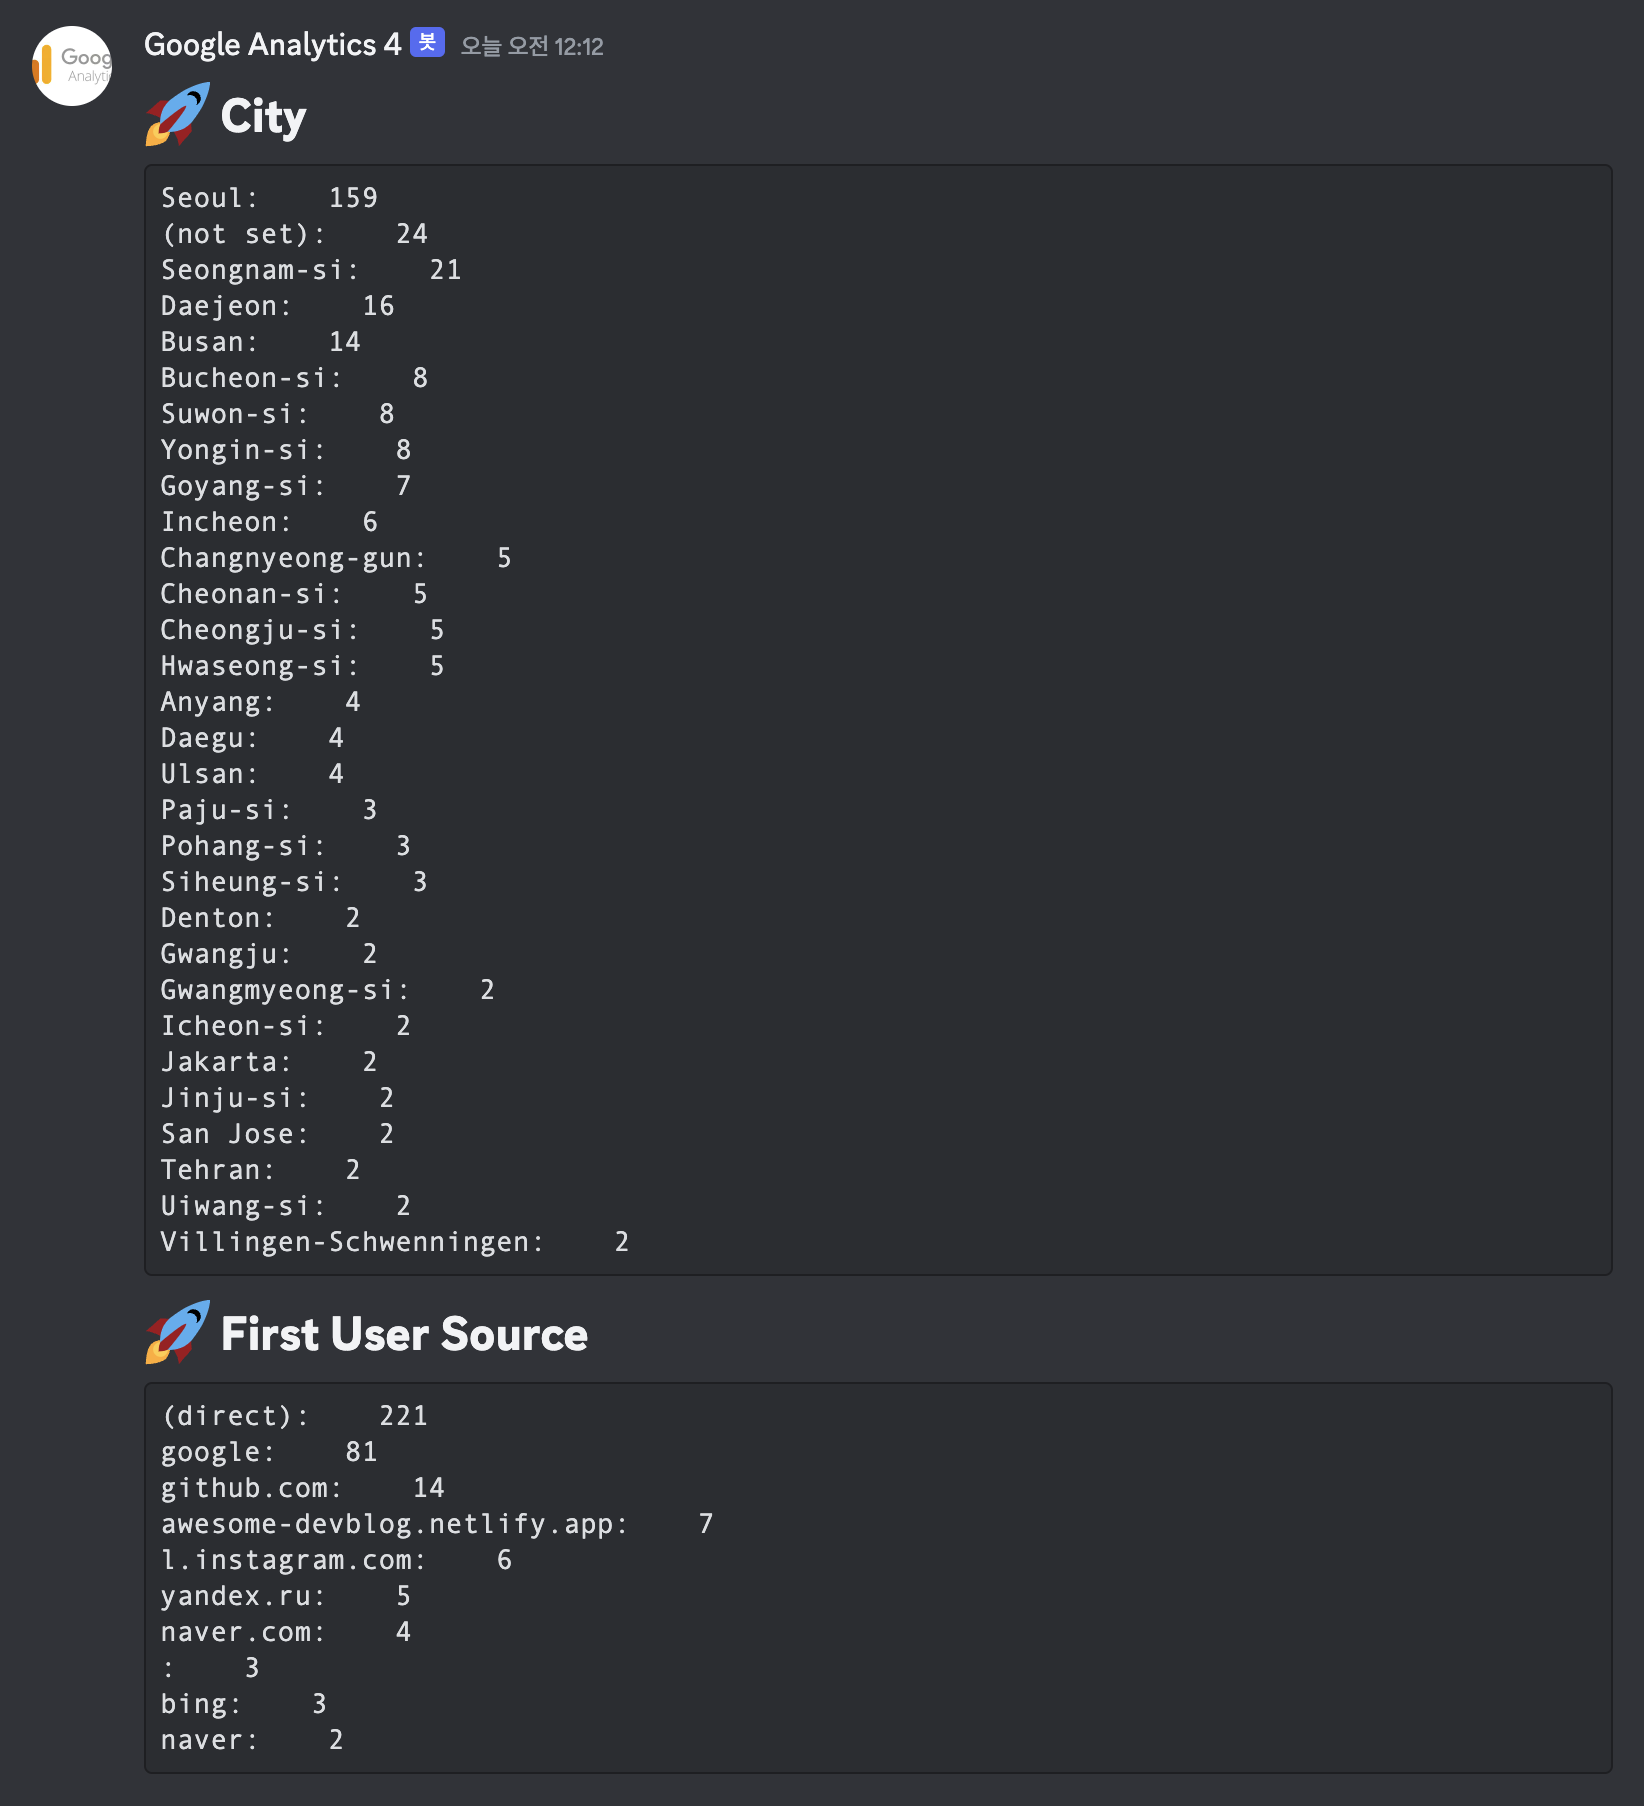 Goog
Analyti
Google Analytics 4 봇 오늘 오전 12:12
🚀 City
Seoul:    159
(not set):    24
Seongnam-si:    21
Daejeon:    16
Busan:    14
Bucheon-si:    8
Suwon-si:    8
Yongin-si:    8
Goyang-si:    7
Incheon:    6
Changnyeong-gun:    5
Cheonan-si:    5
Cheongju-si:    5
Hwaseong-si:    5
Anyang:    4
Daegu:    4
Ulsan:    4
Paju-si:    3
Pohang-si:    3
Siheung-si:    3
Denton:    2
Gwangju:    2
Gwangmyeong-si:    2
Icheon-si:    2
Jakarta:    2
Jinju-si:    2
San Jose:    2
Tehran:    2
Uiwang-si:    2
Villingen-Schwenningen:    2
🚀 First User Source
(direct):    221
google:    81
github.com:    14
awesome-devblog.netlify.app:    7
l.instagram.com:    6
yandex.ru:    5
naver.com:    4
:    3
bing:    3
naver:    2